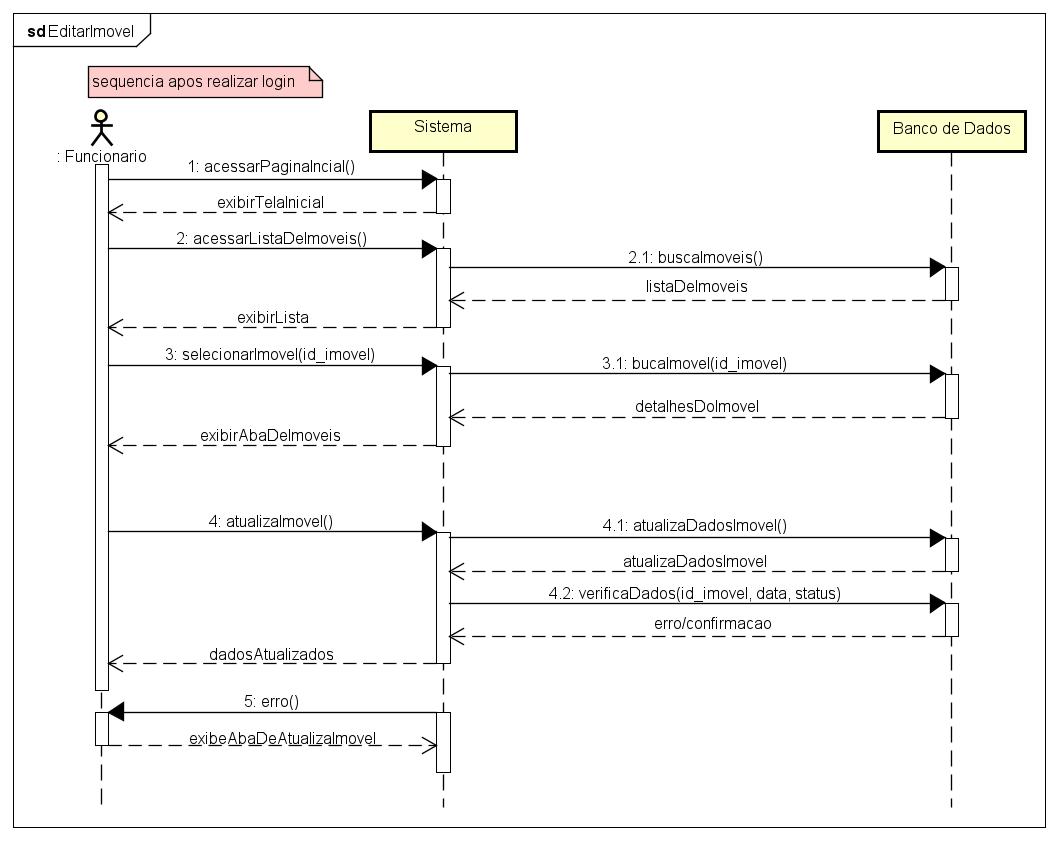 sd EditarImovel
sequencia apos realizar login
: Funcionario
Sistema
Banco de Dados
1: acessarPaginaIncial()
exibirTelaInicial
2: acessarListaDeImoveis()
2.1: buscaImoveis()
listaDeImoveis
exibirLista
3: selecionarImovel(id_imovel)
3.1: bucaImovel(id_imovel)
detalhesDoImovel
exibirAbaDeImoveis
4: atualizaImovel()
4.1: atualizaDadosImovel()
atualizaDadosImovel
4.2: verificaDados(id_imovel, data, status)
erro/confirmacao
dadosAtualizados
5: erro()
exibeAbaDeAtualizaImovel